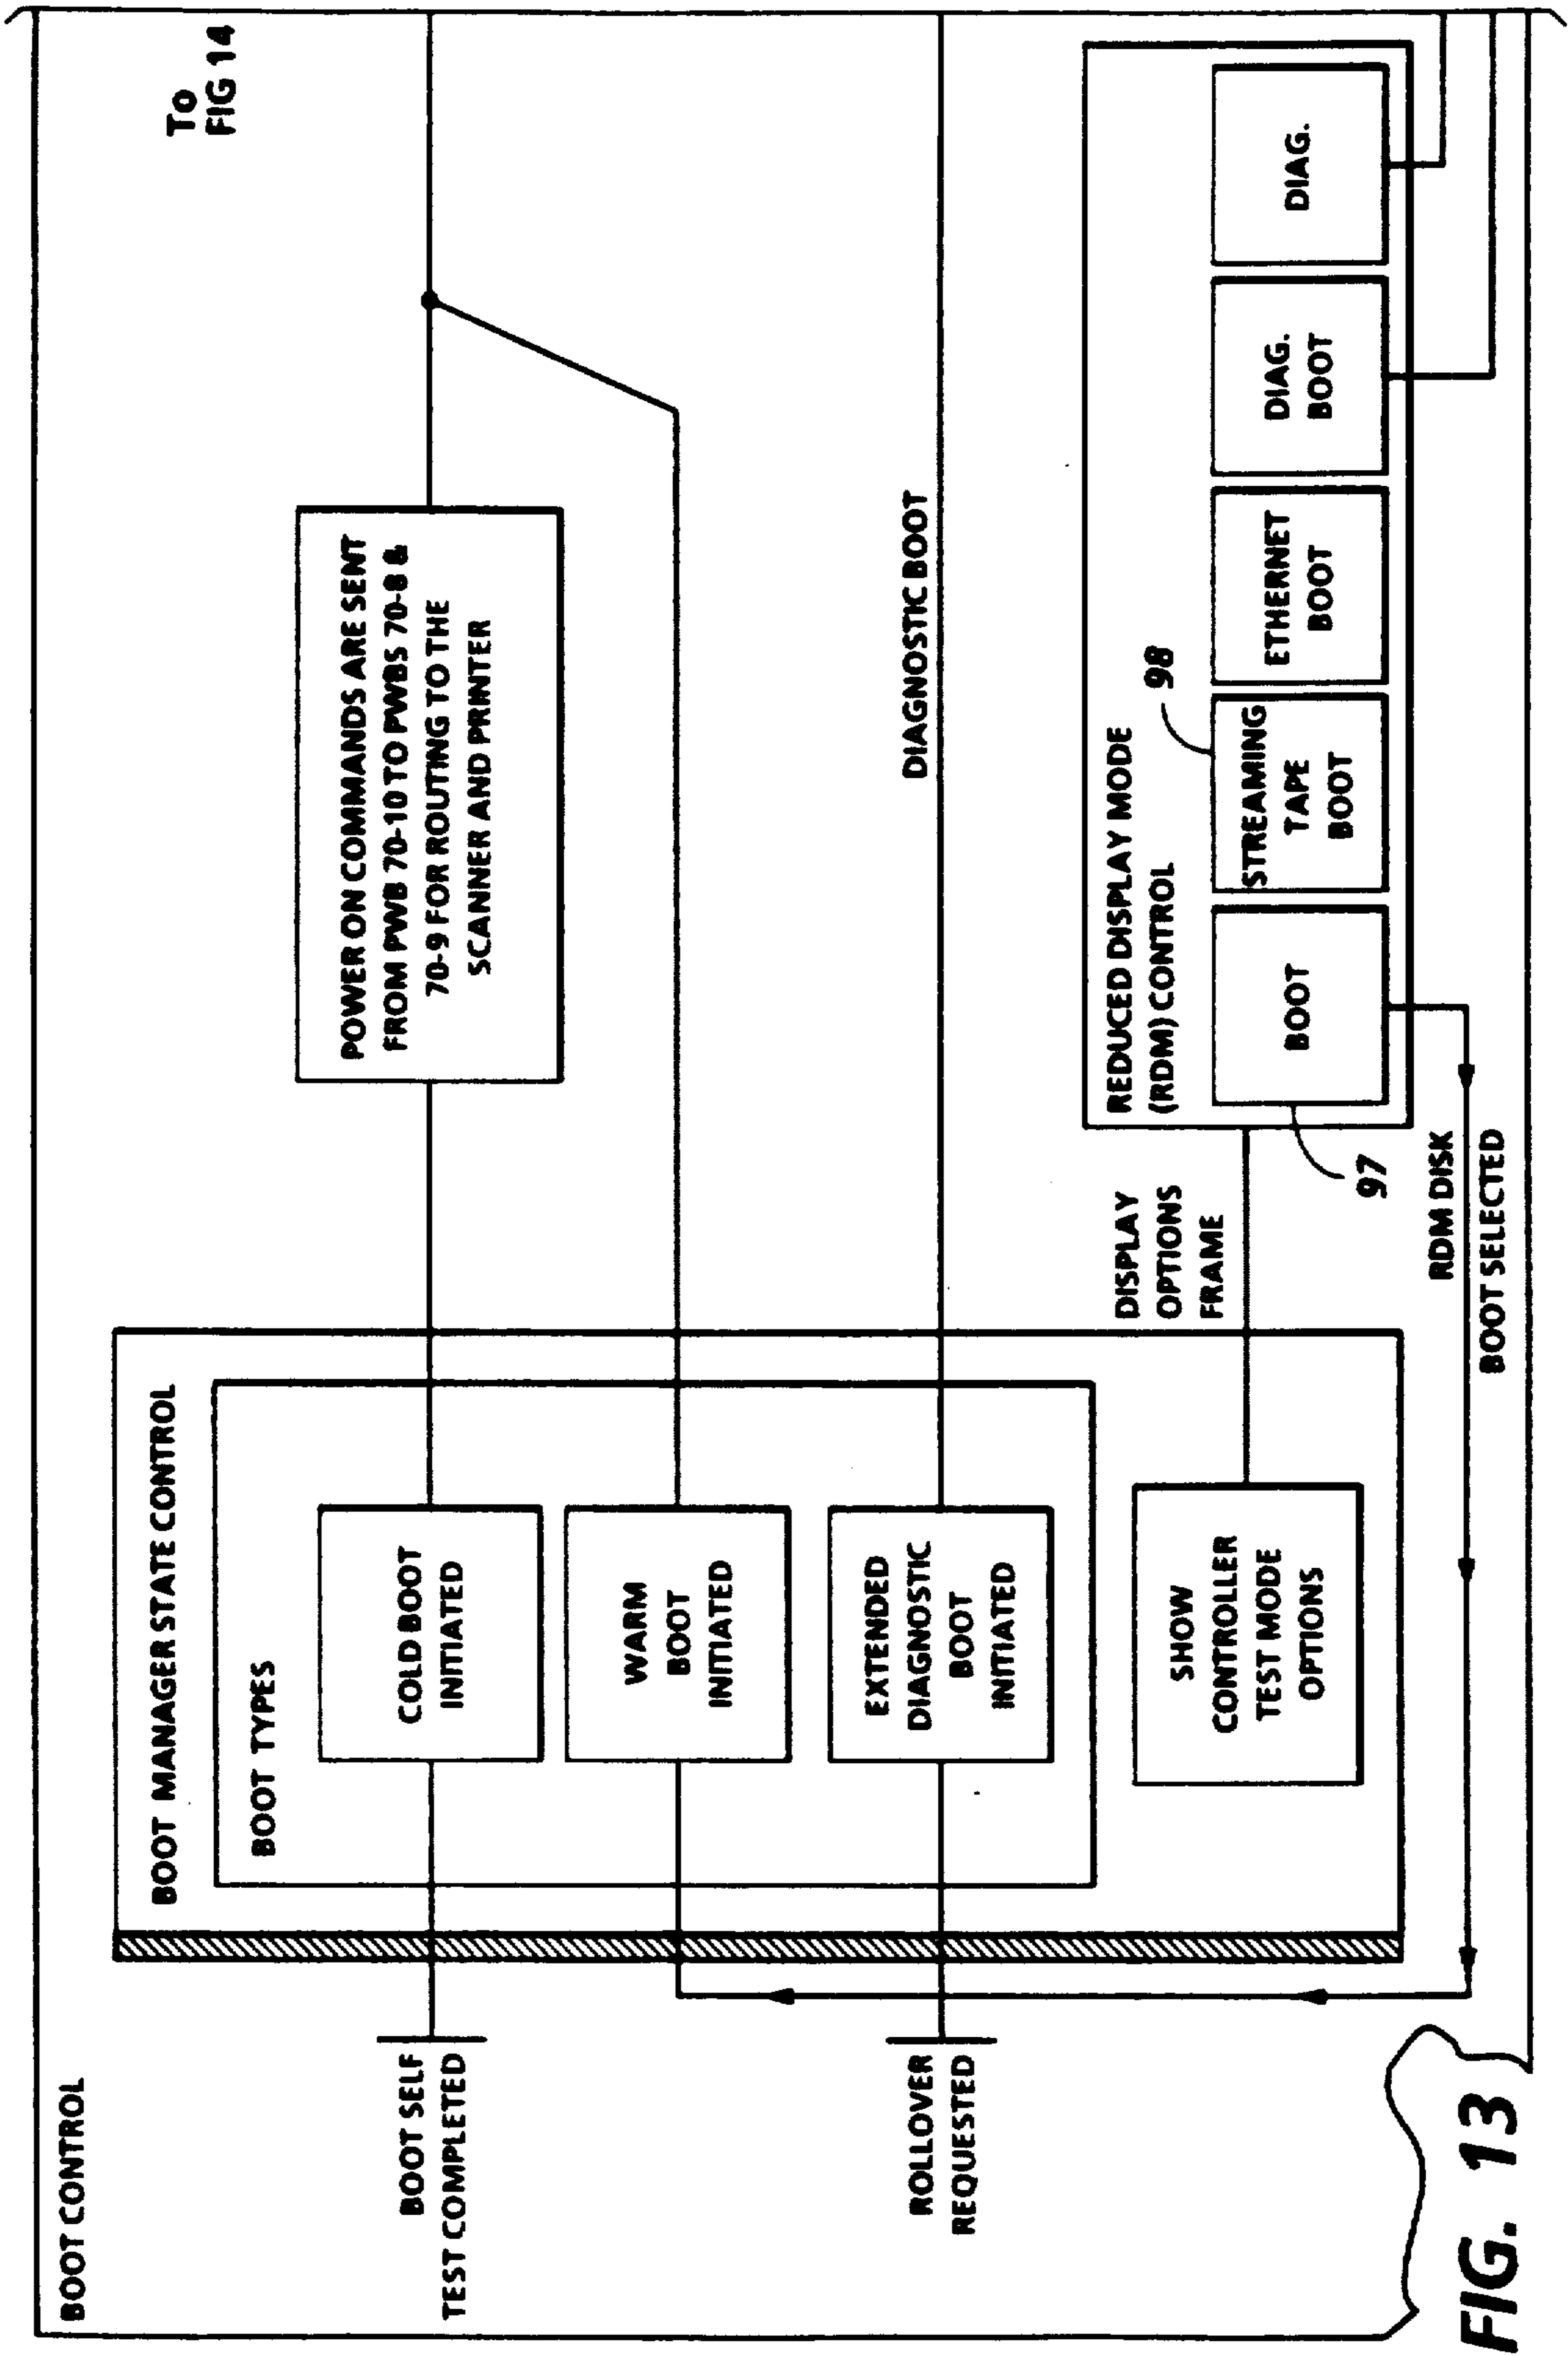 BOOT CONTROL
To
FIG 14
BOOT SELF
TEST COMPLETED
ROLLOVER
REQUESTED
BOOT MANAGER STATE CONTROL
BOOT TYPES
COLD BOOT
INITIATED
WARM
BOOT
INITIATED
EXTENDED
DIAGNOSTIC
BOOT
INITIATED
SHOW
CONTROLLER
TEST MODE
OPTIONS
POWER ON COMMANDS ARE SENT
FROM PWB 70-10 TO PWBS 70-8 &
70-9 FOR ROUTING TO THE
SCANNER AND PRINTER
DIAGNOSTIC BOOT
DISPLAY
OPTIONS
FRAME
REDUCED DISPLAY MODE
(RDM) CONTROL
98
BOOT
STREAMING
TAPE
BOOT
ETHERNET
BOOT
DIAG.
BOOT
DIAG.
97
RDM DISK
BOOT SELECTED
FIG. 13